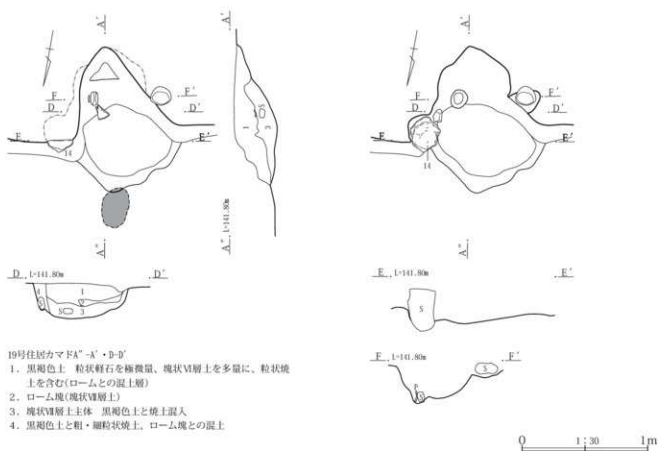 A'
A'
F
F'
D
D'
E
E'
14
1
S
3
L=141.80m
A"
A"
F
F'
D
D'
E
E'
14
A"
D L=141.80m D'
4
1
S
S
3
E L=141.80m E'
S
F L=141.80m F'
S
P
S
19号住居カマドA"-A'・D-D'
1. 黒褐色土 粒状軽石を極微量、塊状Ⅵ層土を多量に、粒状焼
土を含む(ロームとの混土層)
2. ローム塊(塊状Ⅷ層土)
3. 塊状Ⅶ層土主体 黒褐色土と焼土混入
4. 黒褐色土と粗・細粒状焼土、ローム塊との混土
0 1:30 1m